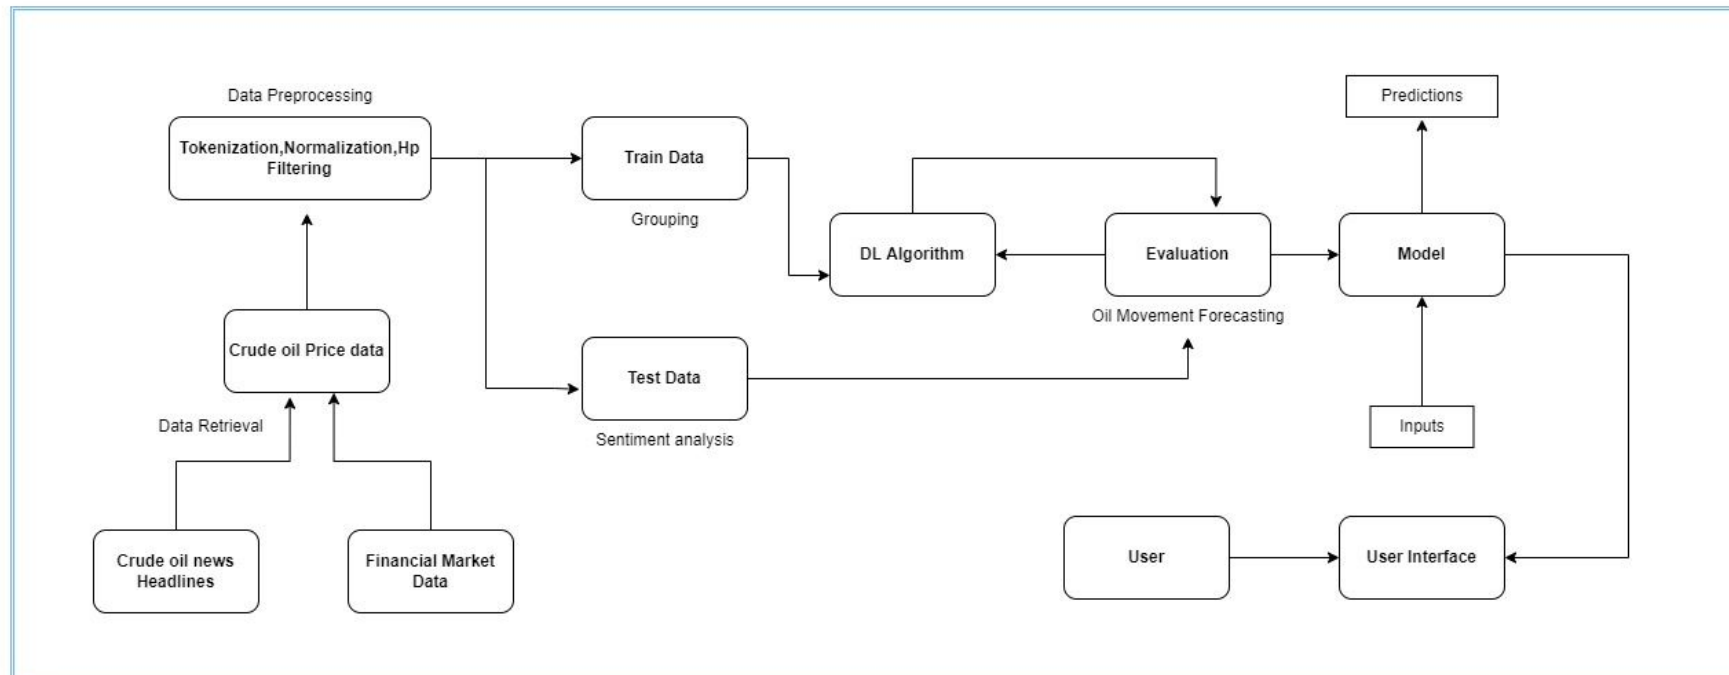 Data Preprocessing
Tokenization,Normalization,Hp
Filtering
Train Data
Grouping
Predictions
DL Algorithm
Evaluation
Model
Oil Movement Forecasting
Crude oil Price data
Test Data
Sentiment analysis
Data Retrieval
Inputs
Crude oil news
Headlines
Financial Market
Data
User
User Interface